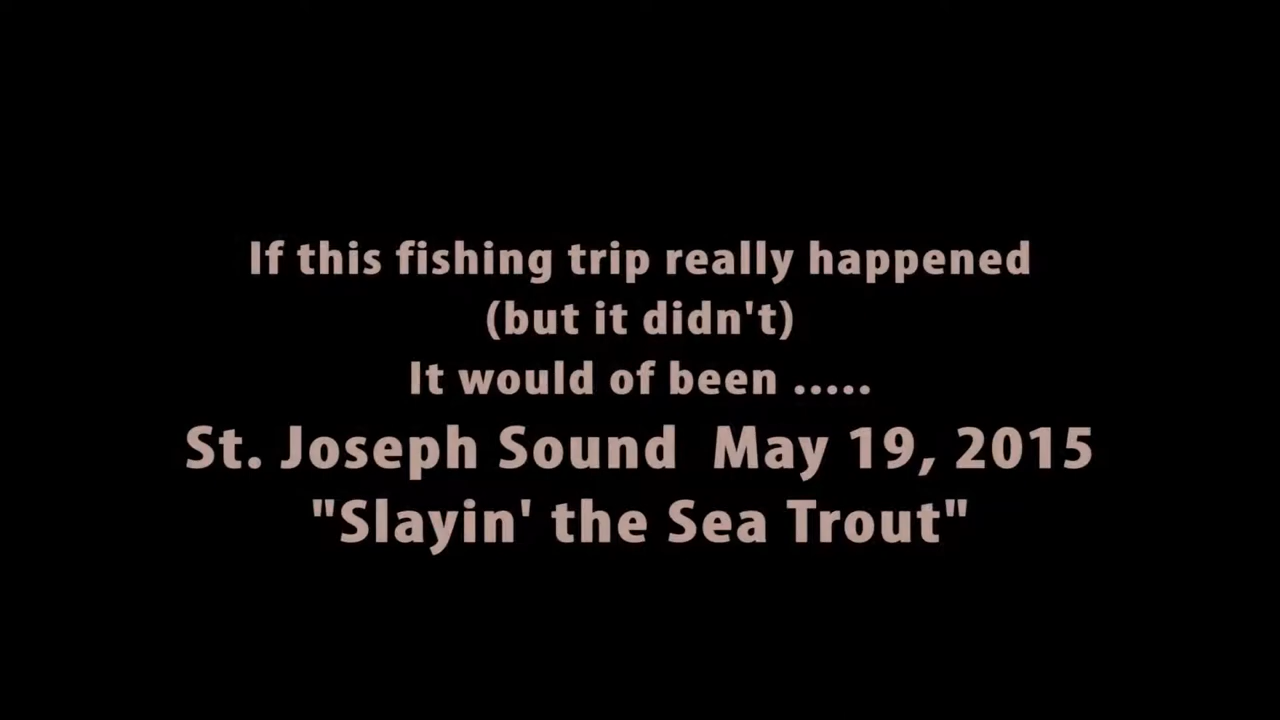 If this fishing trip really happened
(but it didn't)
It would of been .....
St. Joseph Sound  May 19, 2015
"Slayin' the Sea Trout"